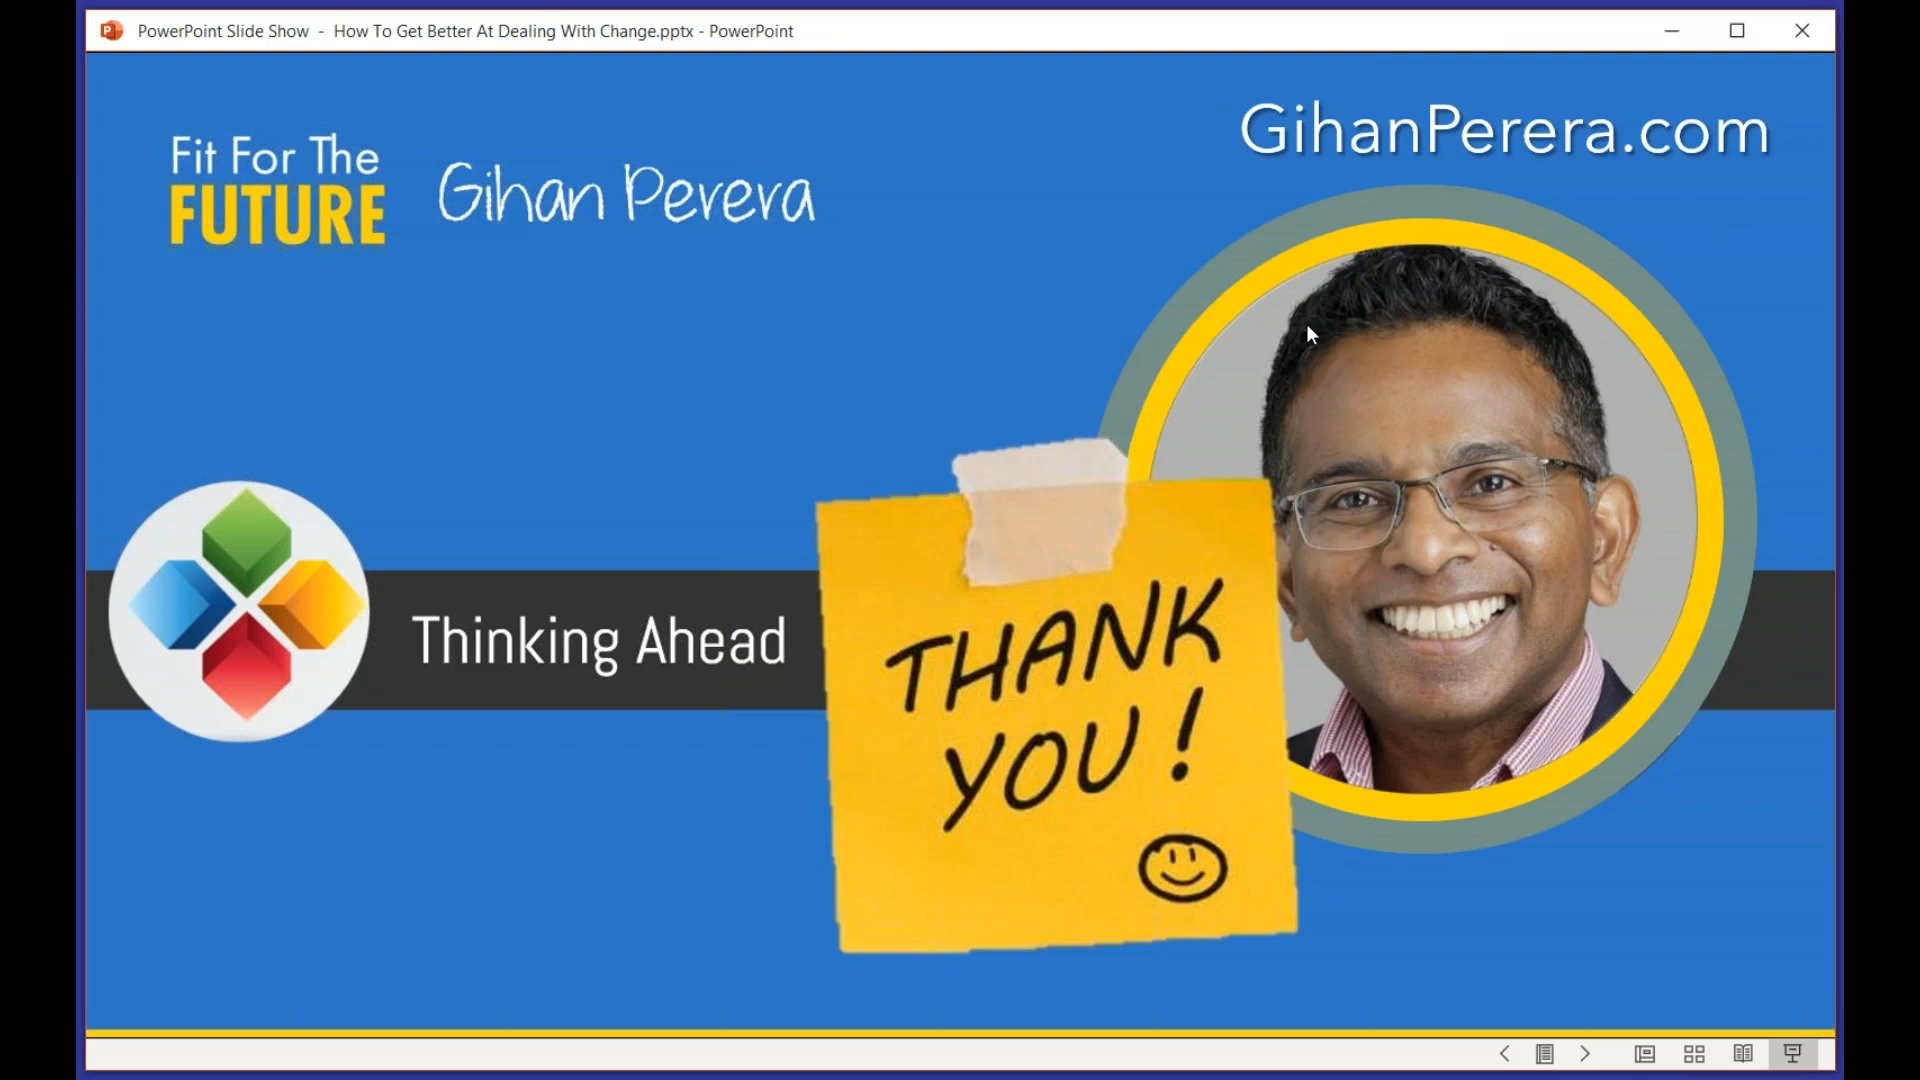 PowerPoint Slide Show - How To Get Better At Dealing With Change.pptx - PowerPoint
GihanPerera.com
Fit For The
FUTURE
Gihan Perera
Thinking Ahead
THANK
YOU!